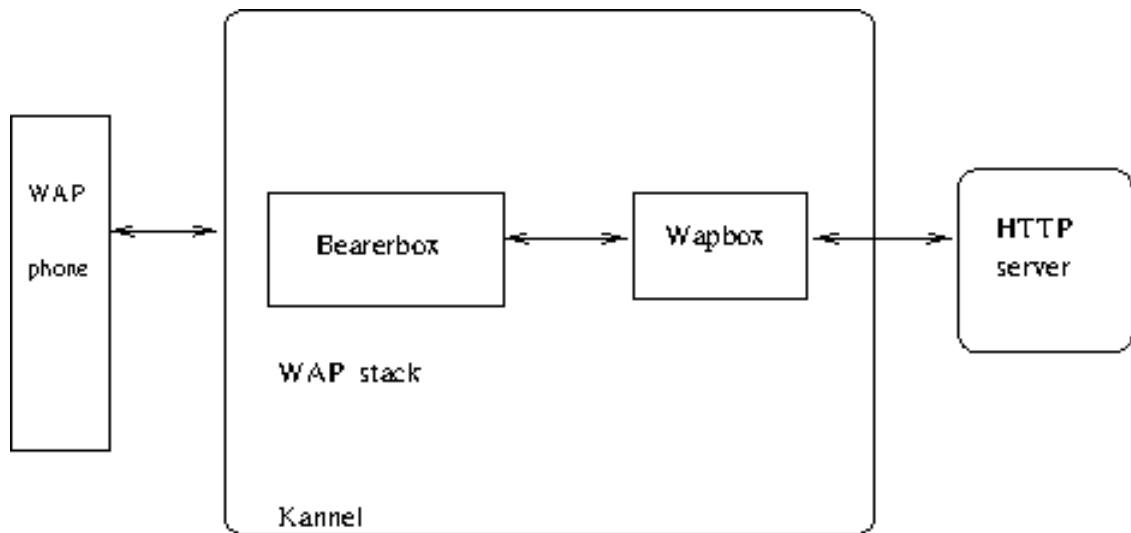 WAP
phone
Bearerbox
Wapbox
HTTP
server
WAP stack
Kannel